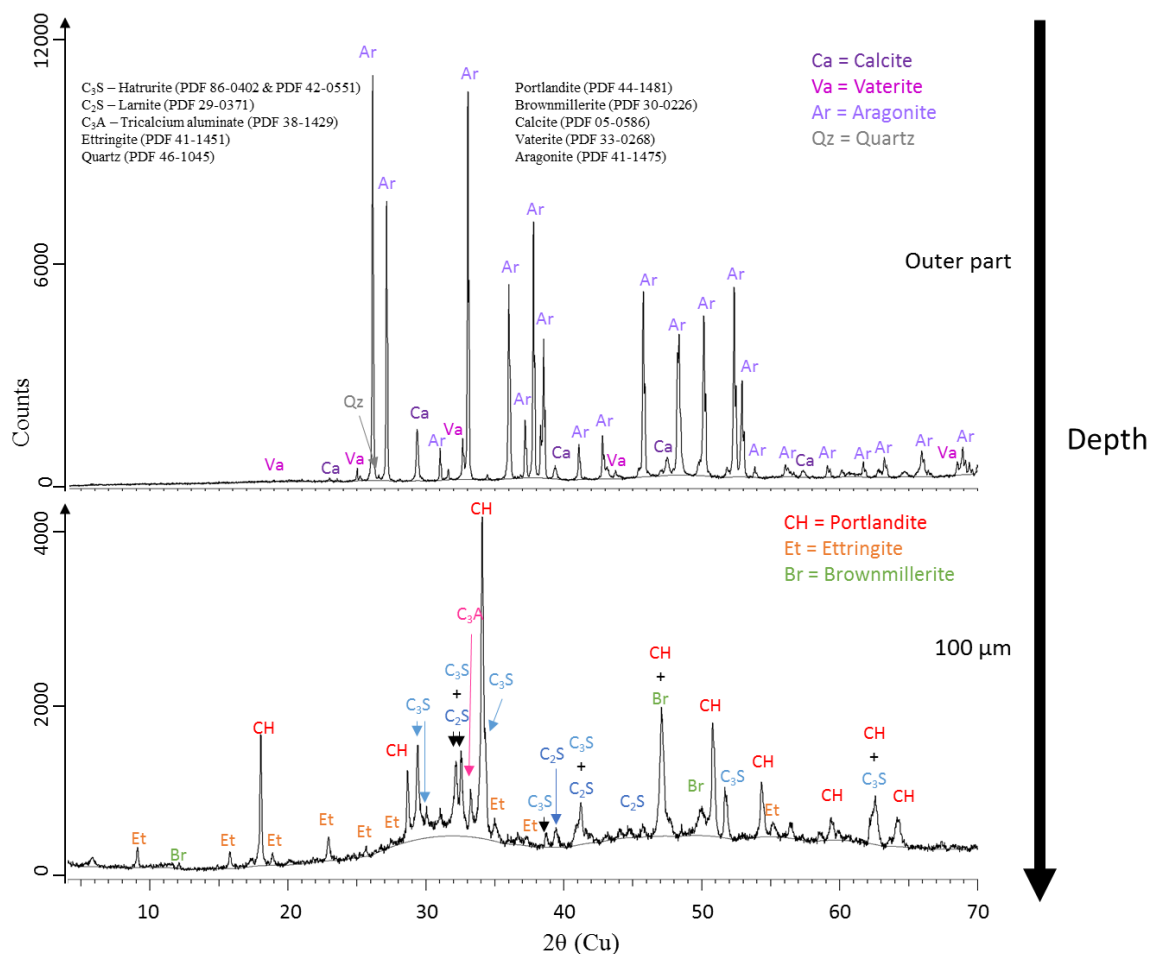 12000
Ar
Ar
C₃S – Hatrurite (PDF 86-0402 & PDF 42-0551)
C₂S – Larnite (PDF 29-0371)
C₃A – Tricalcium aluminate (PDF 38-1429)
Ettringite (PDF 41-1451)
Quartz (PDF 46-1045)
Portlandite (PDF 44-1481)
Brownmillerite (PDF 30-0226)
Calcite (PDF 05-0586)
Vaterite (PDF 33-0268)
Aragonite (PDF 41-1475)
Ca = Calcite
Va = Vaterite
Ar = Aragonite
Qz = Quartz
Ar
Ar
Ar
Ar
Ar
Ar
Ar
Ar
Ar
6000
Outer part
Counts
Qz
Ca
Ar
Va
Ar
Ar
Ar
Va
Va
Ca
Ca
Va
Ca
Ar
Ar
Ca
Ar
Ar
Ar
Va
Ar
0
Depth
CH
CH = Portlandite
Et = Ettringite
Br = Brownmillerite
4000
100 µm
C₃A
C₃S
C₃S
+
C₂S
C₃S
CH
+
Br
2000
CH
CH
CH
C₃S
C₃S
+
C₂S
C₂S
C₃S
C₂S
Br
CH
C₃S
CH
+
C₃S
CH
CH
Et
Br
Et
Et
Et
Et
Et
Et
Et
Et
0
10
20
30
40
50
60
70
2θ (Cu)